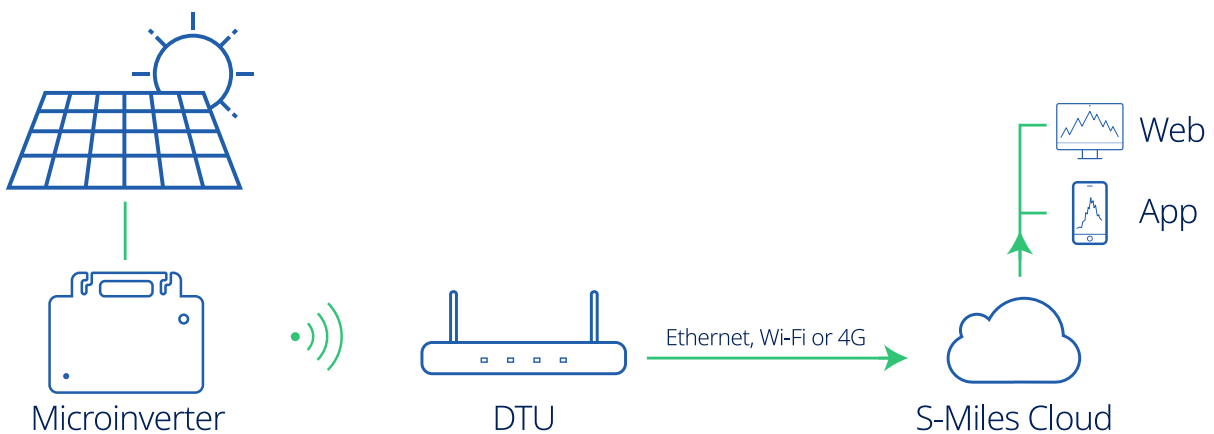 Web
App
Ethernet, Wi-Fi or 4G
Microinverter
DTU
S-Miles Cloud